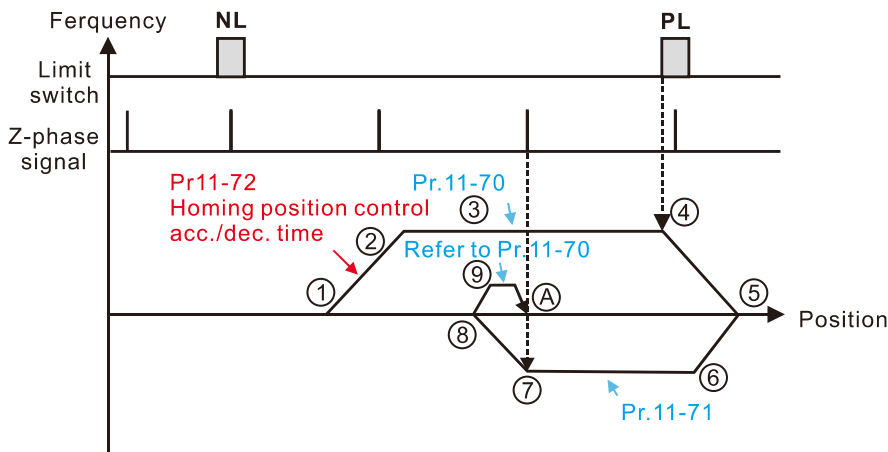 Ferquency
NL
PL
Limit
switch
Z-phase
signal
Pr11-72
Homing position control
acc./dec. time
Pr.11-70
③
④
②
Refer to Pr.11-70
⑨
Ⓐ
①
⑤
Position
⑧
⑦
⑥
Pr.11-71